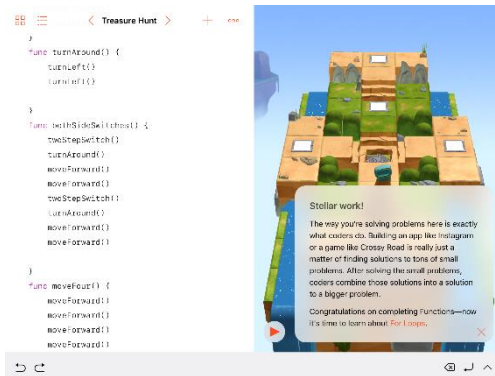 Treasure Hunt
}
func turnAround() {
turnLeft()
turnLeft()
}
func bothSideSwitches() {
twoStepSwitch()
turnAround()
moveForward()
moveForward()
twoStepSwitch()
turnAround()
moveForward()
moveForward()
}
func moveFour() {
moveForward()
moveForward()
moveForward()
moveForward()
Stellar work!
The way you're solving problems here is exactly
what coders do. Building an app like Instagram
or a game like Crossy Road is really just a
matter of finding solutions to tons of small
problems. After solving the small problems,
coders combine those solutions into a solution
to a bigger problem.
Congratulations on completing Functions—now
it's time to learn about For Loops.